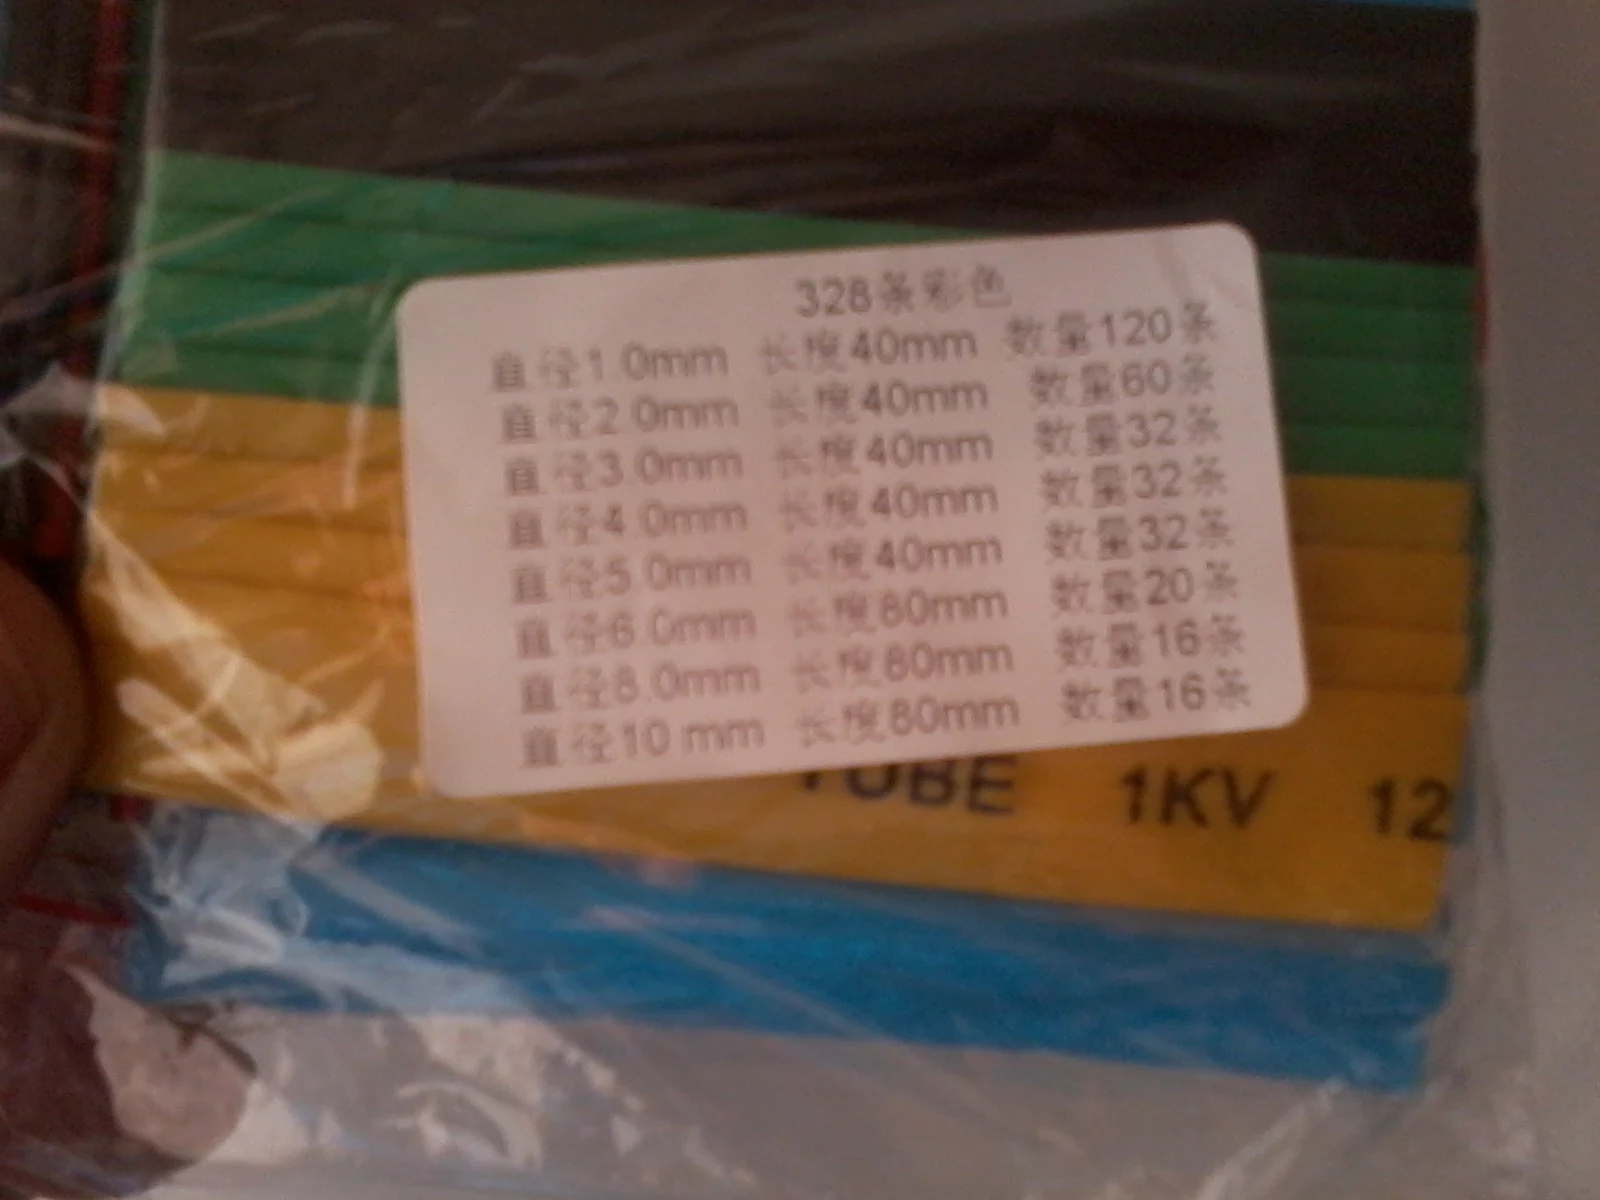 328条彩色
直径1.0mm 长度40mm 数量120条
直径2.0mm 长度40mm 数量60条
直径3.0mm 长度40mm 数量32条
直径4.0mm 长度40mm 数量32条
直径5.0mm 长度40mm 数量32条
直径6.0mm 长度80mm 数量20条
直径8.0mm 长度80mm 数量16条
直径10 mm 长度80mm 数量16条
TUBE 1KV 12